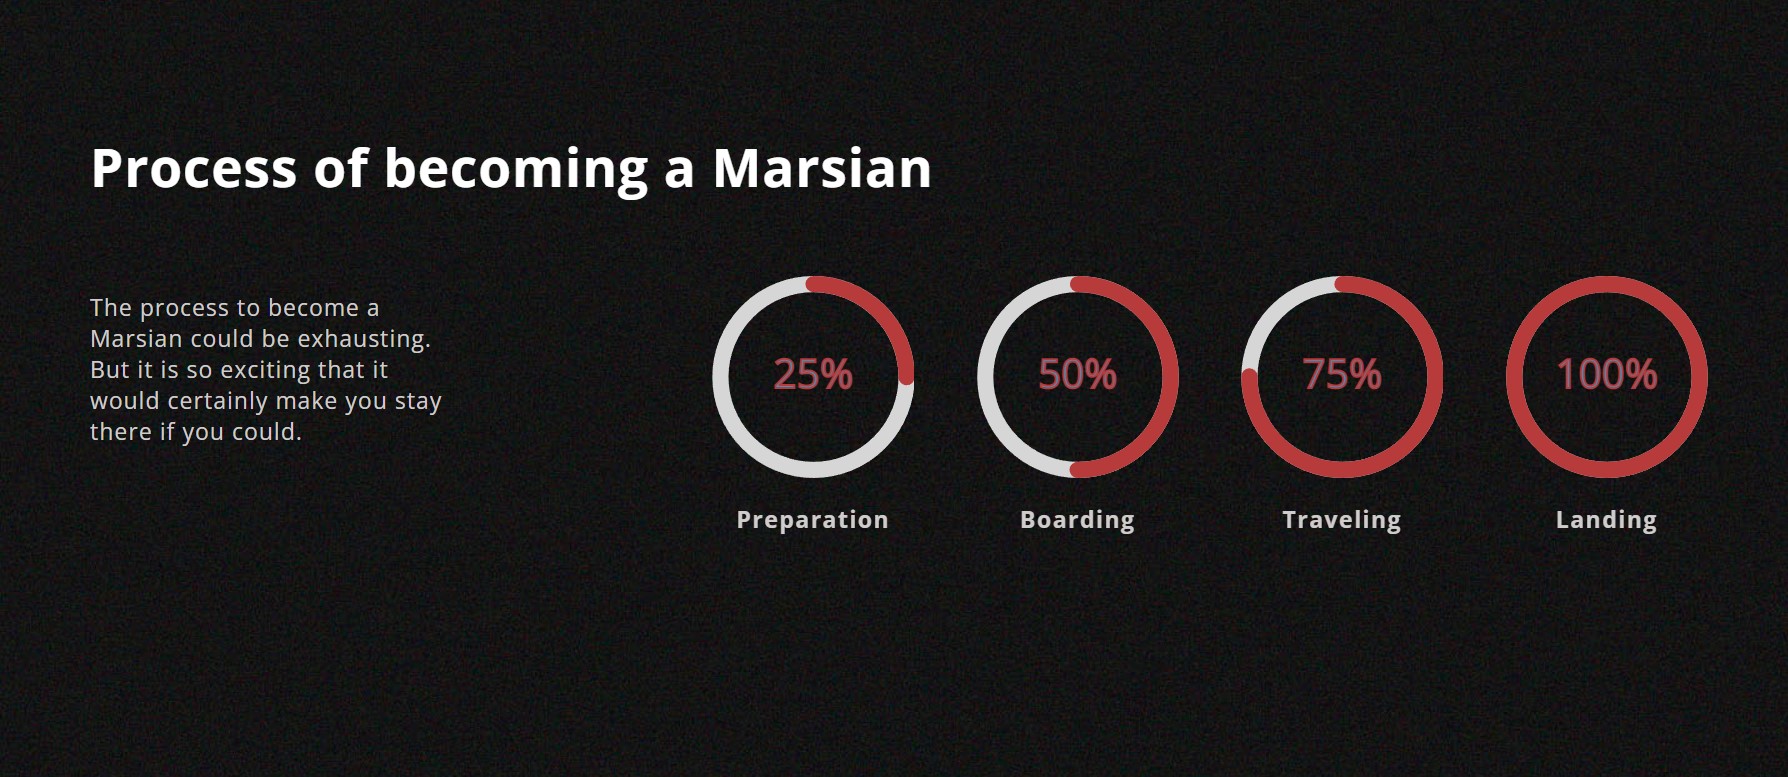 Process of becoming a Marsian
The process to become a
Marsian could be exhausting.
But it is so exciting that it
would certainly make you stay
there if you could.
25%
50%
75%
100%
Preparation
Boarding
Traveling
Landing